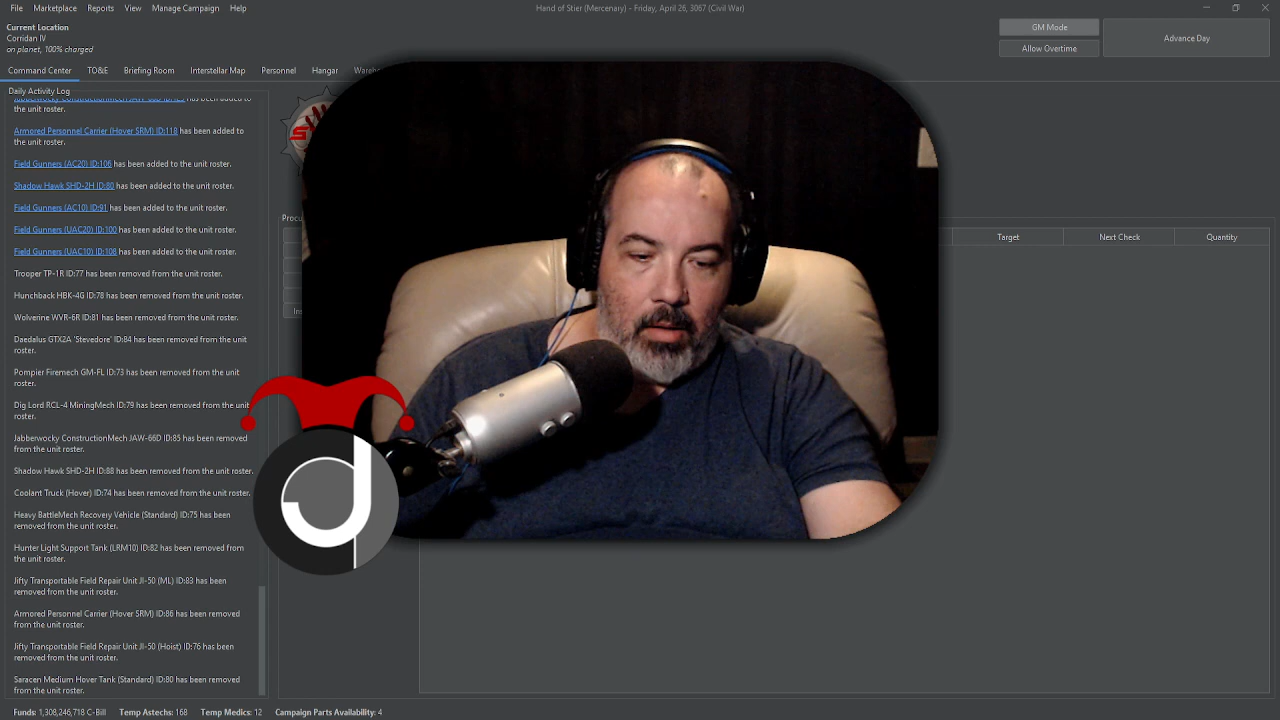 File Marketplace Reports View Manage Campaign Help
Hand of Stier (Mercenary) - Friday, April 26, 3067 (Civil War)
Current Location
Corridan IV
on planet, 100% charged
GM Mode
Allow Overtime
Advance Day
Command Center TO&E Briefing Room Interstellar Map Personnel Hangar
Daily Activity Log
has been added to
the unit roster.
Armored Personnel Carrier (Hover SRM) ID:118 has been added to
the unit roster.
Field Gunners (AC20) ID:106 has been added to the unit roster.
Shadow Hawk SHD-2H ID:80 has been added to the unit roster.
Field Gunners (AC10) ID:91 has been added to the unit roster.
Field Gunners (UAC20) ID:100 has been added to the unit roster.
Field Gunners (UAC10) ID:108 has been added to the unit roster.
Trooper TP-1R ID:77 has been removed from the unit roster.
Hunchback HBK-4G ID:78 has been removed from the unit roster.
Wolverine WVR-6R ID:81 has been removed from the unit roster.
Daedalus GTX2A 'Stevedore' ID:84 has been removed from the unit
roster.
Pompier Firemech GM-FL ID:73 has been removed from the unit
roster.
Dig Lord RCL-4 MiningMech ID:79 has been removed from the unit
roster.
Jabberwocky ConstructionMech JAW-66D ID:85 has been removed
from the unit roster.
Shadow Hawk SHD-2H ID:88 has been removed from the unit roster.
Coolant Truck (Hover) ID:74 has been removed from the unit roster.
Heavy BattleMech Recovery Vehicle (Standard) ID:75 has been
removed from the unit roster.
Hunter Light Support Tank (LRM10) ID:82 has been removed from
the unit roster.
Jifty Transportable Field Repair Unit JI-50 (ML) ID:83 has been
removed from the unit roster.
Armored Personnel Carrier (Hover SRM) ID:86 has been removed
from the unit roster.
Jifty Transportable Field Repair Unit JI-50 (Hoist) ID:76 has been
removed from the unit roster.
Saracen Medium Hover Tank (Standard) ID:80 has been removed
from the unit roster.
Target Next Check Quantity
Funds: 1,308,246,718 C-Bill Temp Astechs: 168 Temp Medics: 12 Campaign Parts Availability: 4